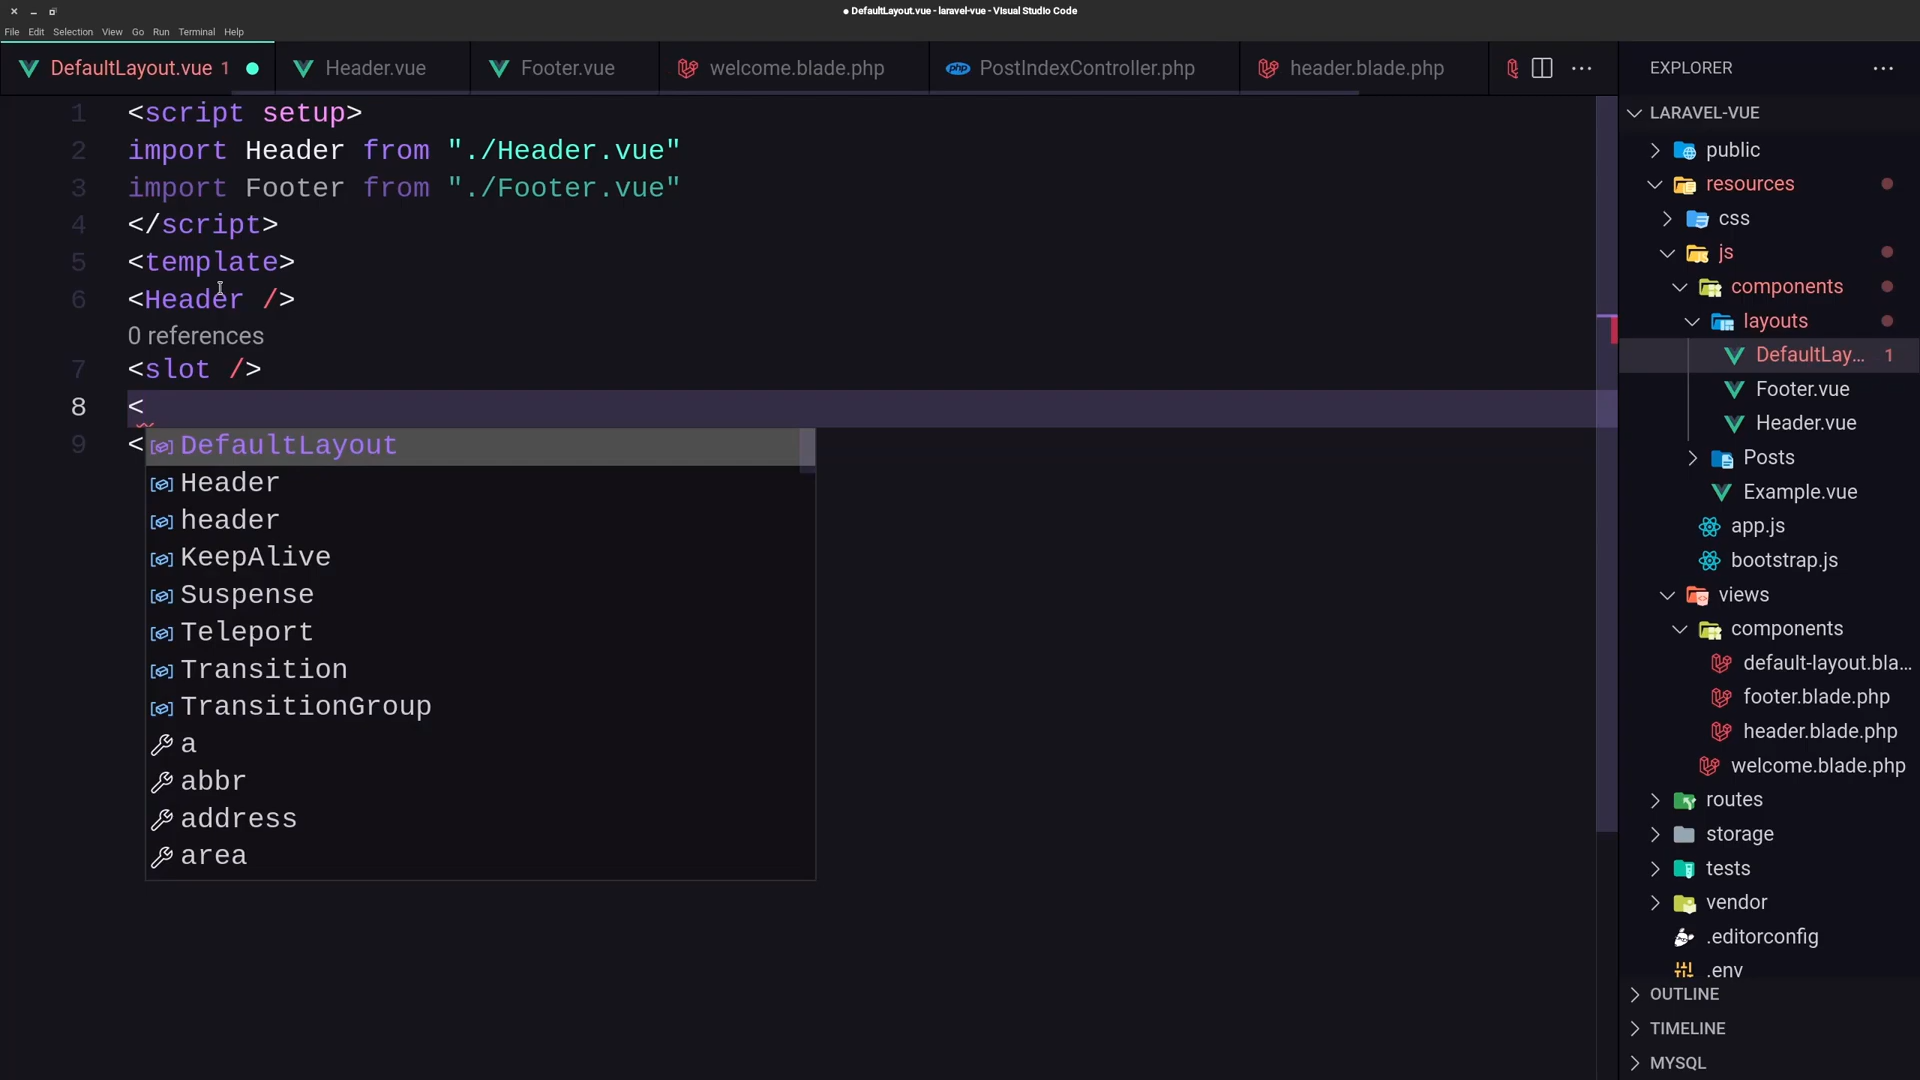 DefaultLayout.vue - laravel-vue - Visual Studio Code
File Edit Selection View Go Run Terminal Help
DefaultLayout.vue 1 Header.vue Footer.vue welcome.blade.php PostIndexController.php header.blade.php
1 <script setup>
2 import Header from "./Header.vue"
3 import Footer from "./Footer.vue"
4 </script>
5 <template>
6 <Header />
0 references
7 <slot />
8 <
9 <
DefaultLayout
Header
header
KeepAlive
Suspense
Teleport
Transition
TransitionGroup
a
abbr
address
area
EXPLORER
LARAVEL-VUE
public
resources
css
js
components
layouts
DefaultLay... 1
Footer.vue
Header.vue
Posts
Example.vue
app.js
bootstrap.js
views
components
default-layout.bla...
footer.blade.php
header.blade.php
welcome.blade.php
routes
storage
tests
vendor
.editorconfig
.env
OUTLINE
TIMELINE
MYSQL